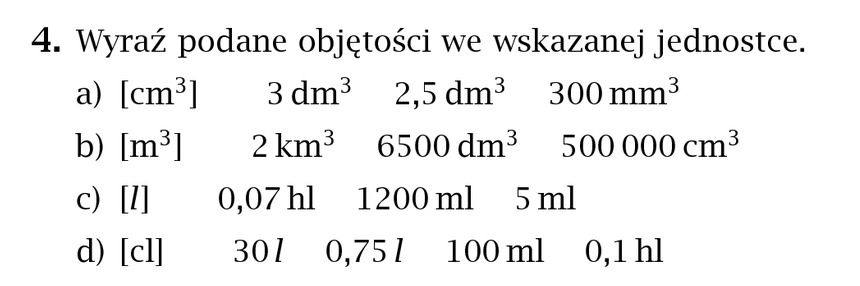 4. Wyraź podane objętości we wskazanej jednostce.
a) [cm³] 3 dm³ 2,5 dm³ 300 mm³
b) [m³] 2 km³ 6500 dm³ 500 000 cm³
c) [l] 0,07 hl 1200 ml 5 ml
d) [cl] 30 l 0,75 l 100 ml 0,1 hl